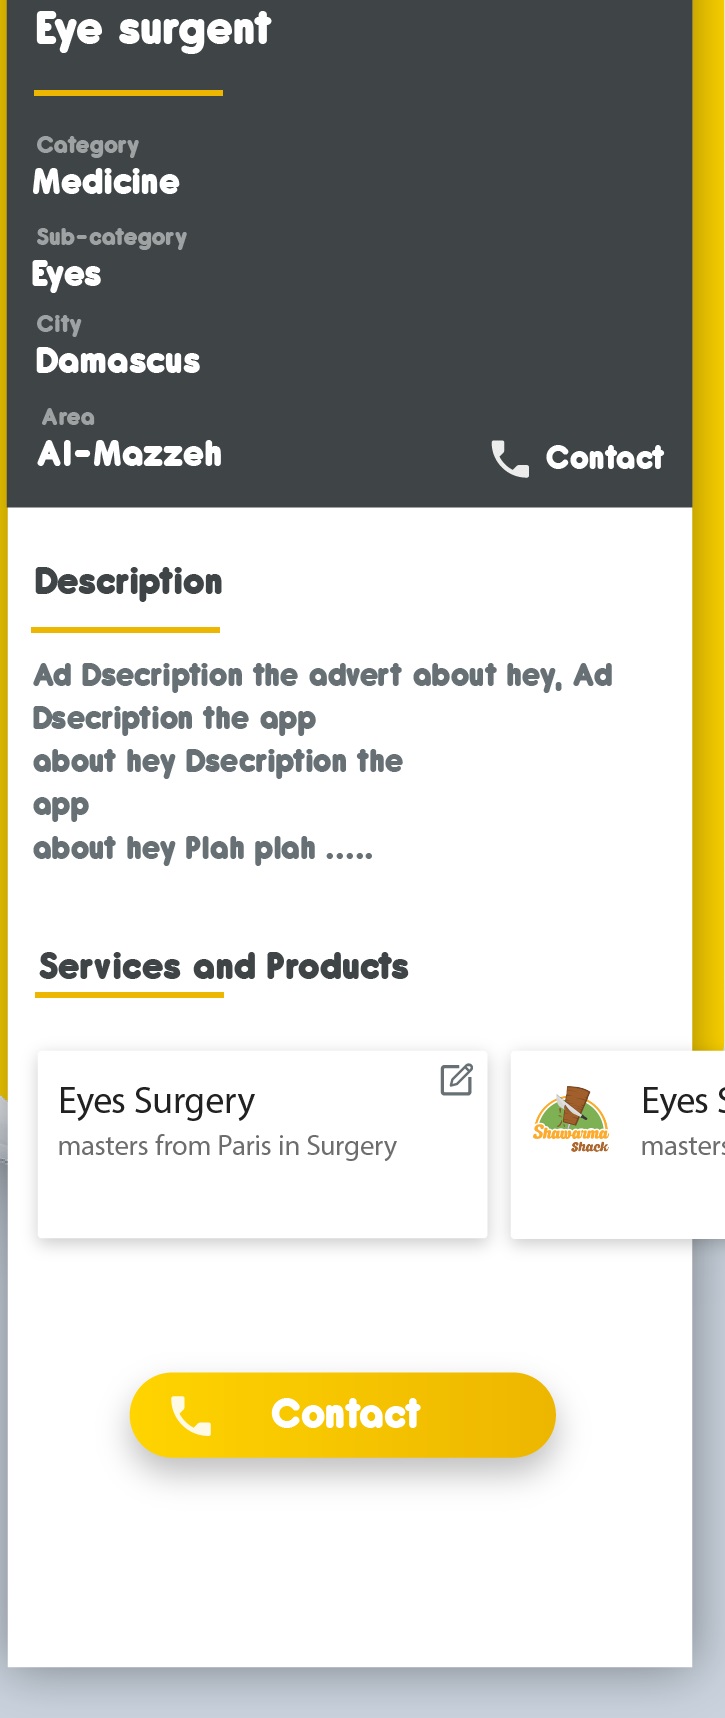 Eye surgent
Category
Medicine
Sub-category
Eyes
City
Damascus
Area
Al-Mazzeh
Contact
Description
Ad Dsecription the advert about hey, Ad
Dsecription the app
about hey Dsecription the
app
about hey Plah plah .....
Services and Products
Eyes Surgery
masters from Paris in Surgery
Shawarma
Shack
Eyes S
masters
Contact